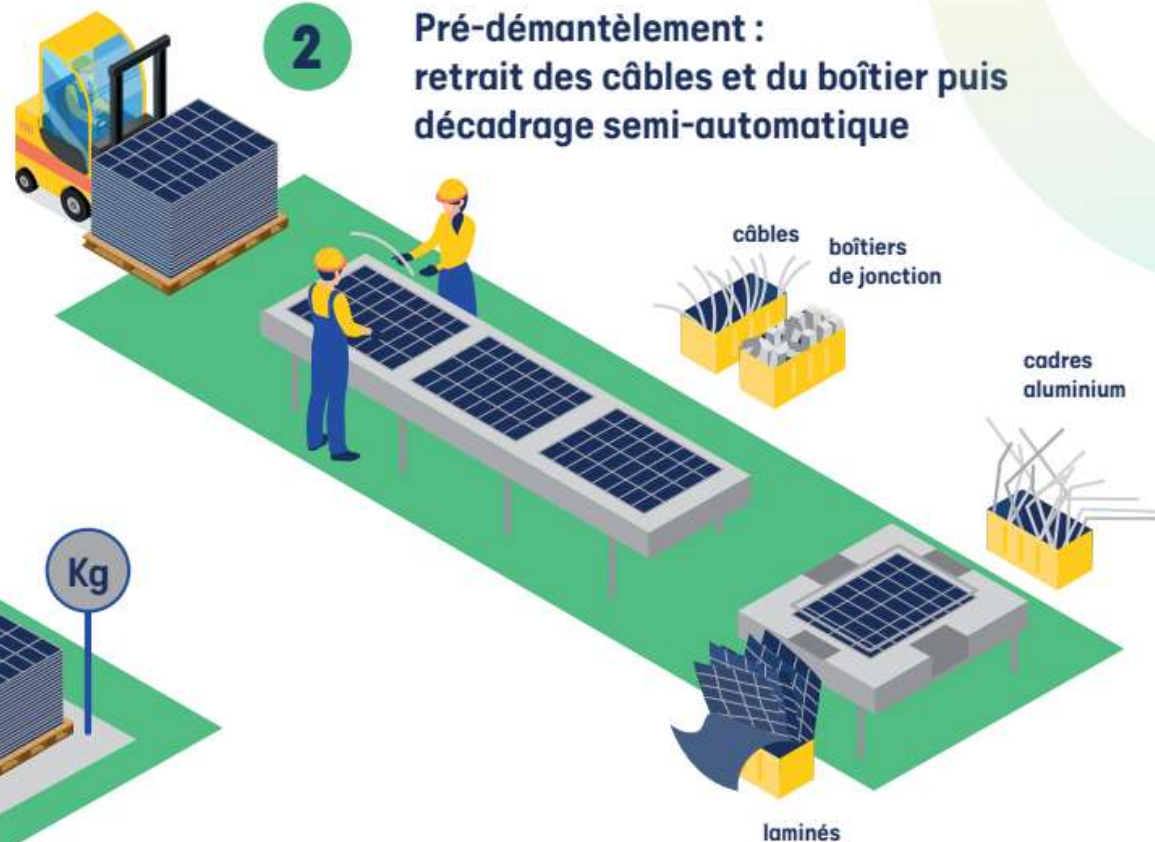 2
Pré-démantèlement :
retrait des câbles et du boîtier puis
décadrage semi-automatique
câbles
boîtiers
de jonction
cadres
aluminium
Kg
laminés